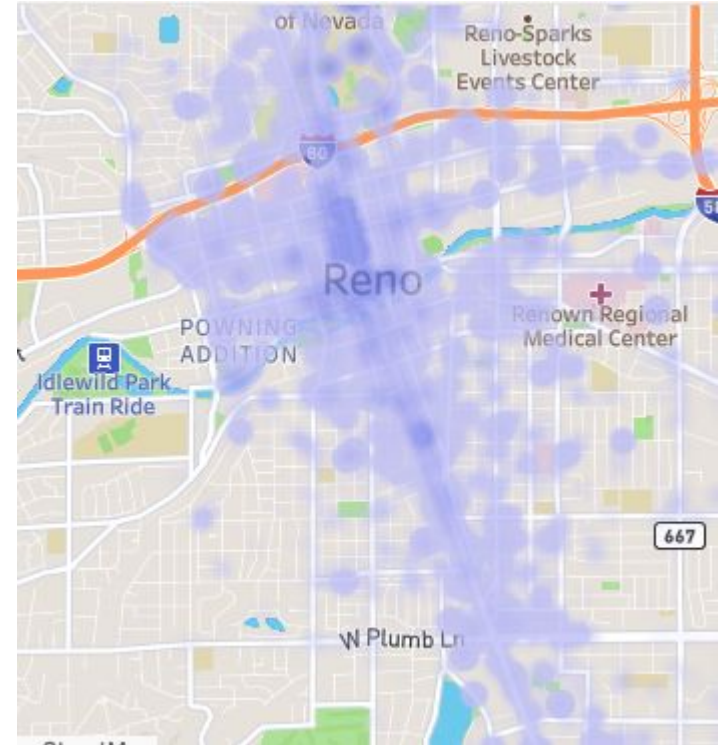 of Nevada
Reno-Sparks
Livestock
Events Center
80
Reno
POWNING
ADDITION
Renown Regional
Medical Center
Idlewild Park
Train Ride
667
W Plumb Ln